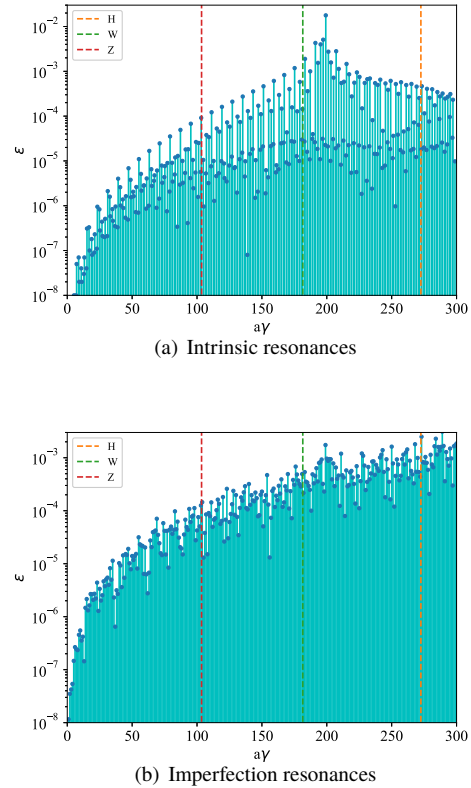 10⁻²
10⁻³
10⁻⁴
10⁻⁵
10⁻⁶
10⁻⁷
10⁻⁸
ε
H
W
Z
0 50 100 150 200 250 300
aγ
(a) Intrinsic resonances
10⁻³
10⁻⁴
10⁻⁵
10⁻⁶
10⁻⁷
10⁻⁸
ε
H
W
Z
0 50 100 150 200 250 300
aγ
(b) Imperfection resonances